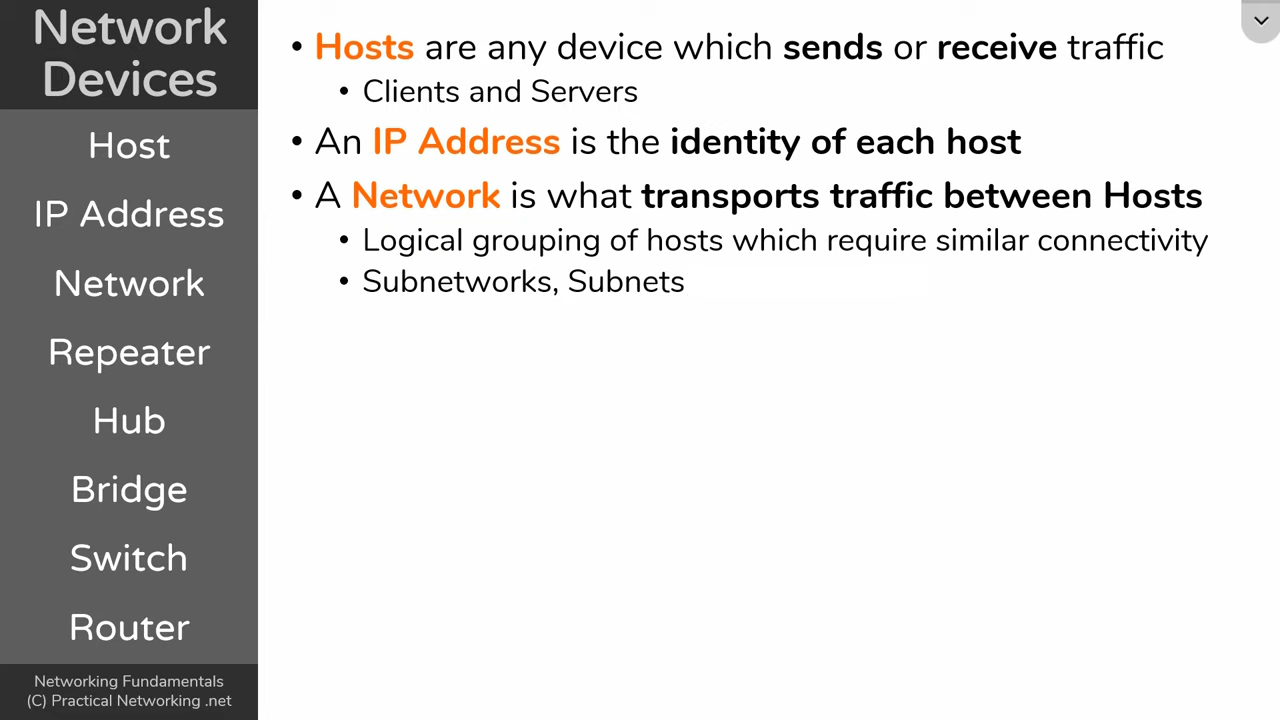 Network
Devices
Host
IP Address
Network
Repeater
Hub
Bridge
Switch
Router
Networking Fundamentals
(C) Practical Networking .net
• Hosts are any device which sends or receive traffic
• Clients and Servers
• An IP Address is the identity of each host
• A Network is what transports traffic between Hosts
• Logical grouping of hosts which require similar connectivity
• Subnetworks, Subnets